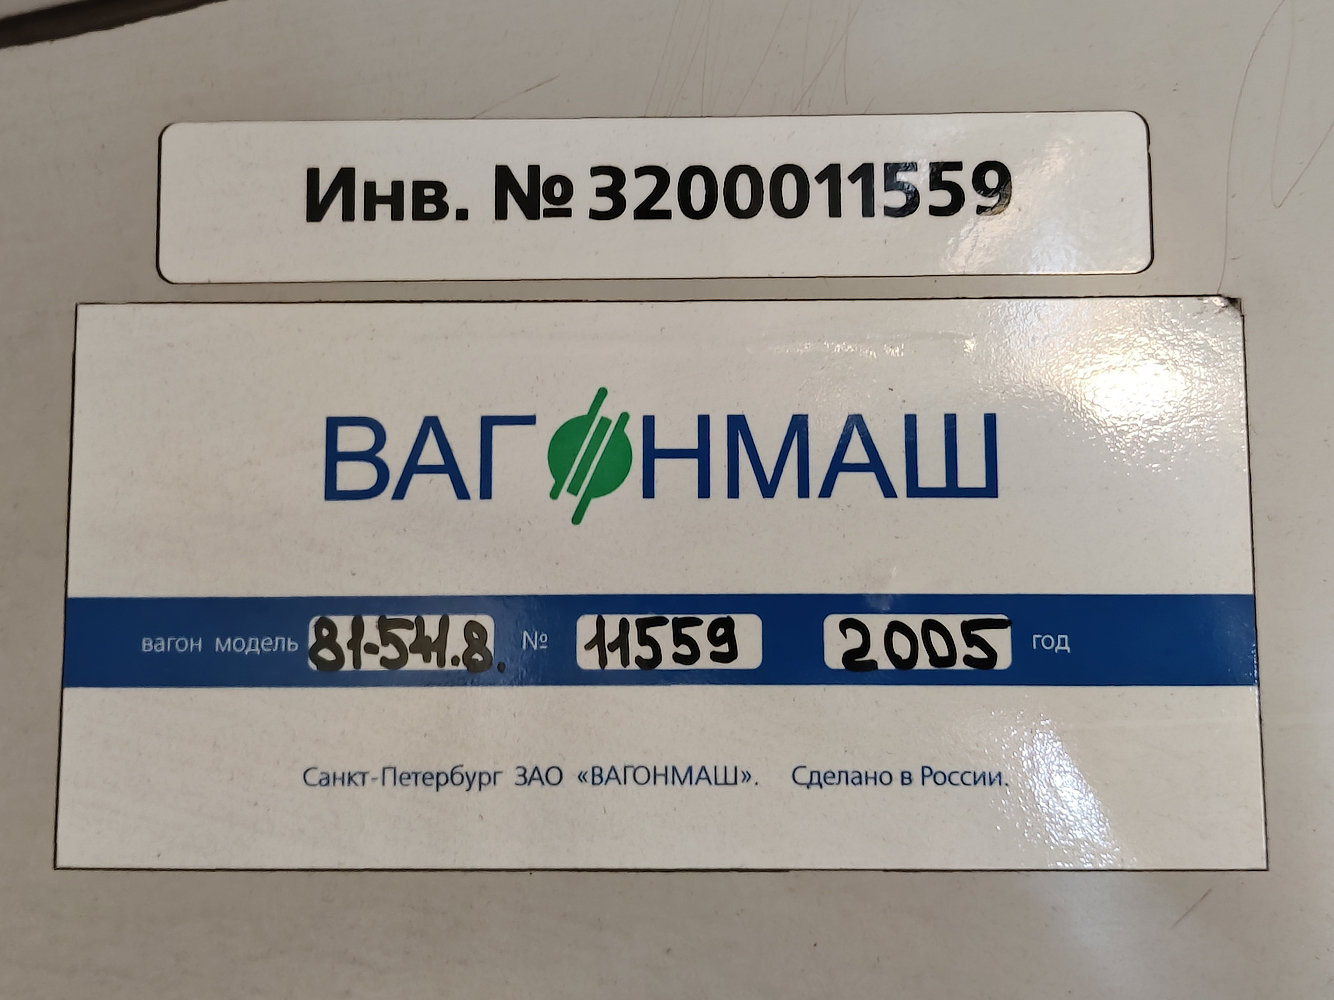 Инв. № 3200011559
ВАГОНМАШ
вагон модель 81-541.8. № 11559 2005 год
Санкт-Петербург ЗАО «ВАГОНМАШ». Сделано в России.